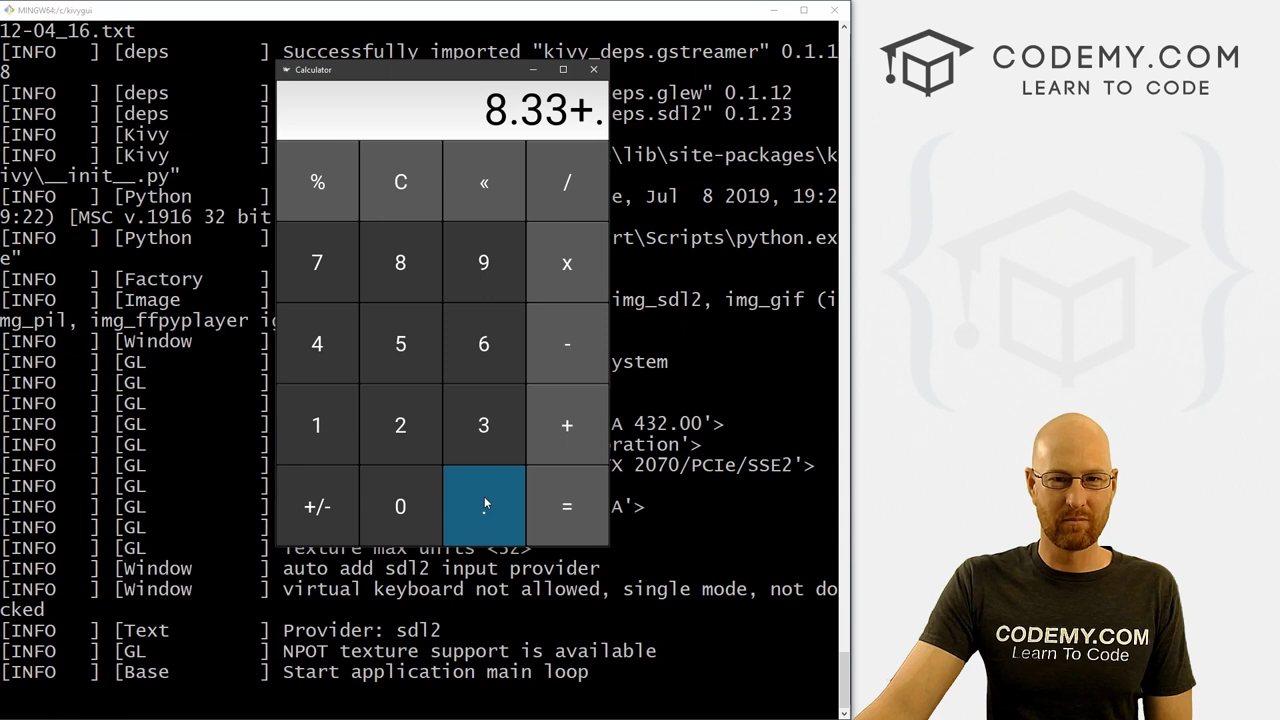 MINGW64:/c/kivygui
12-04_16.txt
[INFO   ] [deps        ] Successfully imported "kivy_deps.gstreamer" 0.1.1
8
[INFO   ] [deps        eps.glew" 0.1.12
[INFO   ] [deps        eps.sdl2" 0.1.23
[INFO   ] [Kivy
[INFO   ] [Kivy        \lib\site-packages\k
ivy\__init__.py"
[INFO   ] [Python      e, Jul  8 2019, 19:2
9:22) [MSC v.1916 32 bit
[INFO   ] [Python      rt\Scripts\python.ex
e"
[INFO   ] [Factory
[INFO   ] [Image       img_sdl2, img_gif (i
mg_pil, img_ffpyplayer ig
[INFO   ] [Window
[INFO   ] [GL          ystem
[INFO   ] [GL
[INFO   ] [GL
[INFO   ] [GL          A 432.00'>
[INFO   ] [GL          oration'>
[INFO   ] [GL          TX 2070/PCIe/SSE2'>
[INFO   ] [GL
[INFO   ] [GL          A'>
[INFO   ] [GL
[INFO   ] [GL          ] Texture max units <32>
[INFO   ] [Window      ] auto add sdl2 input provider
[INFO   ] [Window      ] virtual keyboard not allowed, single mode, not do
cked
[INFO   ] [Text        ] Provider: sdl2
[INFO   ] [GL          ] NPOT texture support is available
[INFO   ] [Base        ] Start application main loop
Calculator
8.33+.
% C « /
7 8 9 x
4 5 6 -
1 2 3 +
+/- 0 . =
CODEMY.COM
LEARN TO CODE
CODEMY.COM
Learn To Code